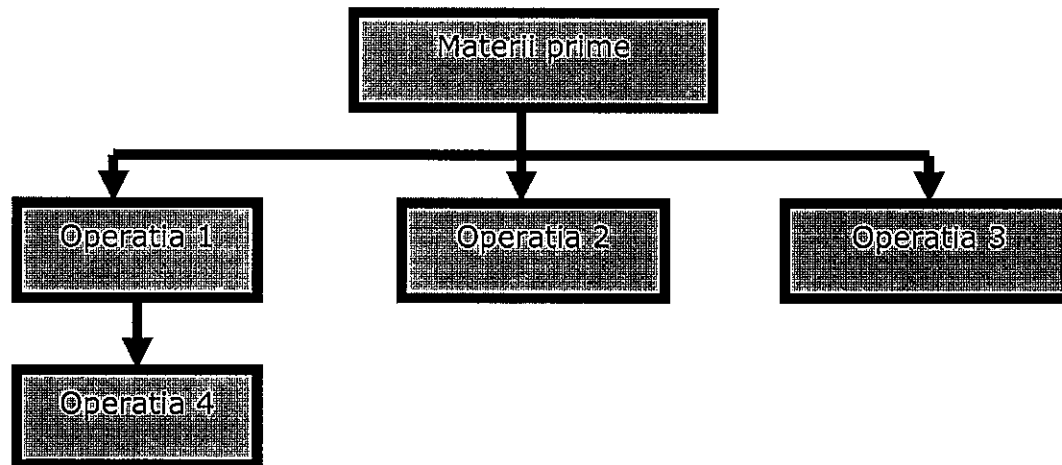 Materii prime
Operatia 1
Operatia 2
Operatia 3
Operatia 4